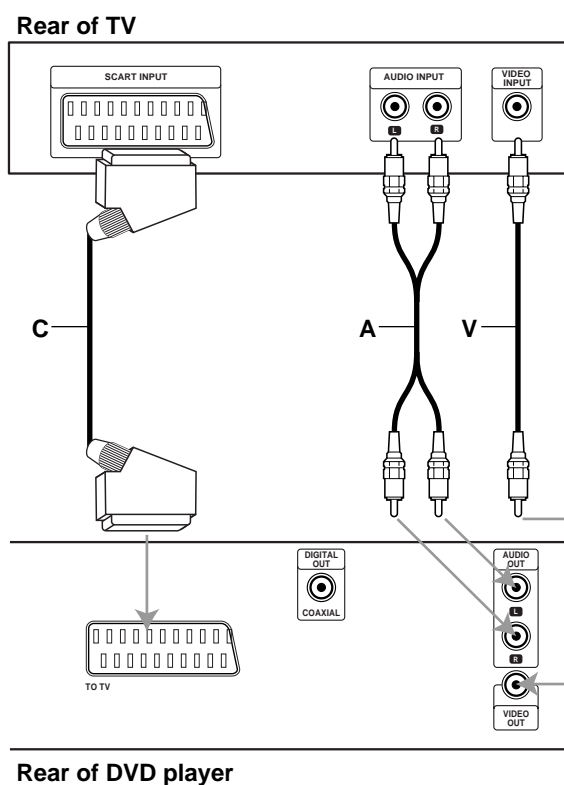 Rear of TV
SCART INPUT
AUDIO INPUT
VIDEO
INPUT
L
R
C
A
V
DIGITAL
OUT
COAXIAL
AUDIO
OUT
L
R
TO TV
VIDEO
OUT
Rear of DVD player